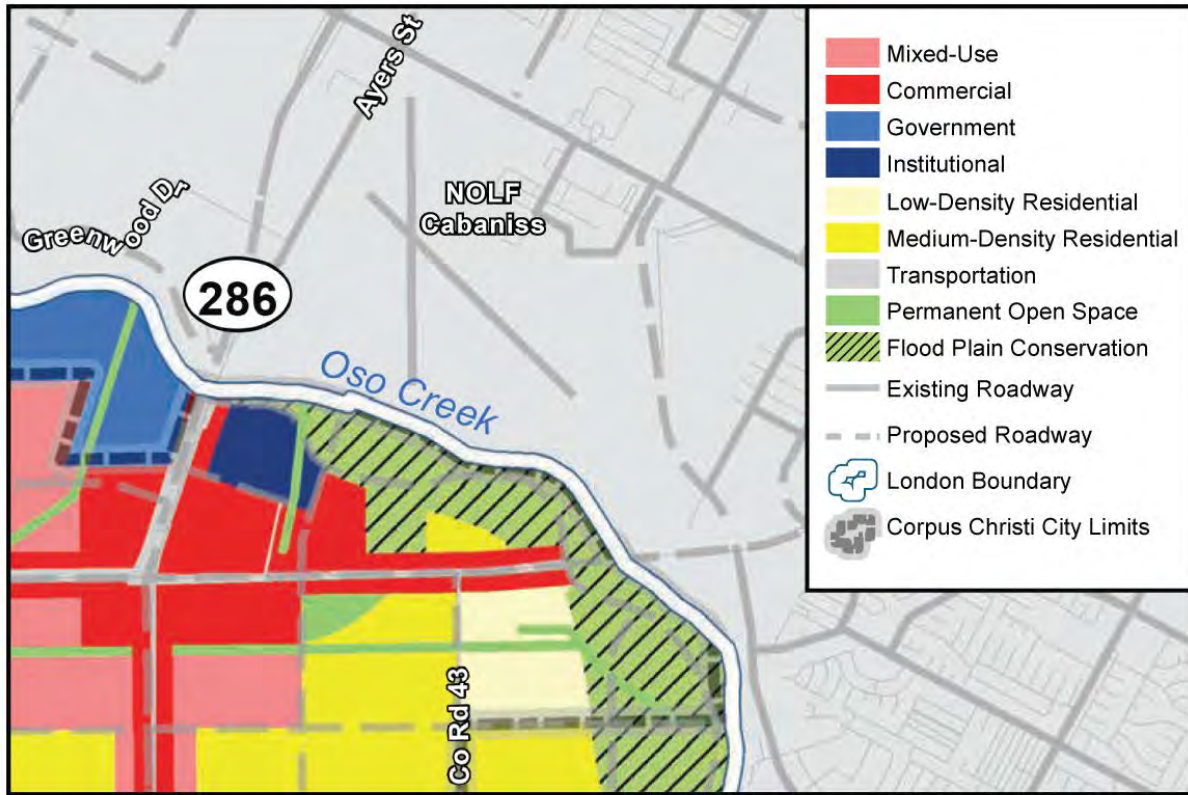 Ayers St
NOLF
Cabaniss
Greenwood Dr
286
Oso Creek
Co Rd 43
Mixed-Use
Commercial
Government
Institutional
Low-Density Residential
Medium-Density Residential
Transportation
Permanent Open Space
Flood Plain Conservation
Existing Roadway
Proposed Roadway
London Boundary
Corpus Christi City Limits